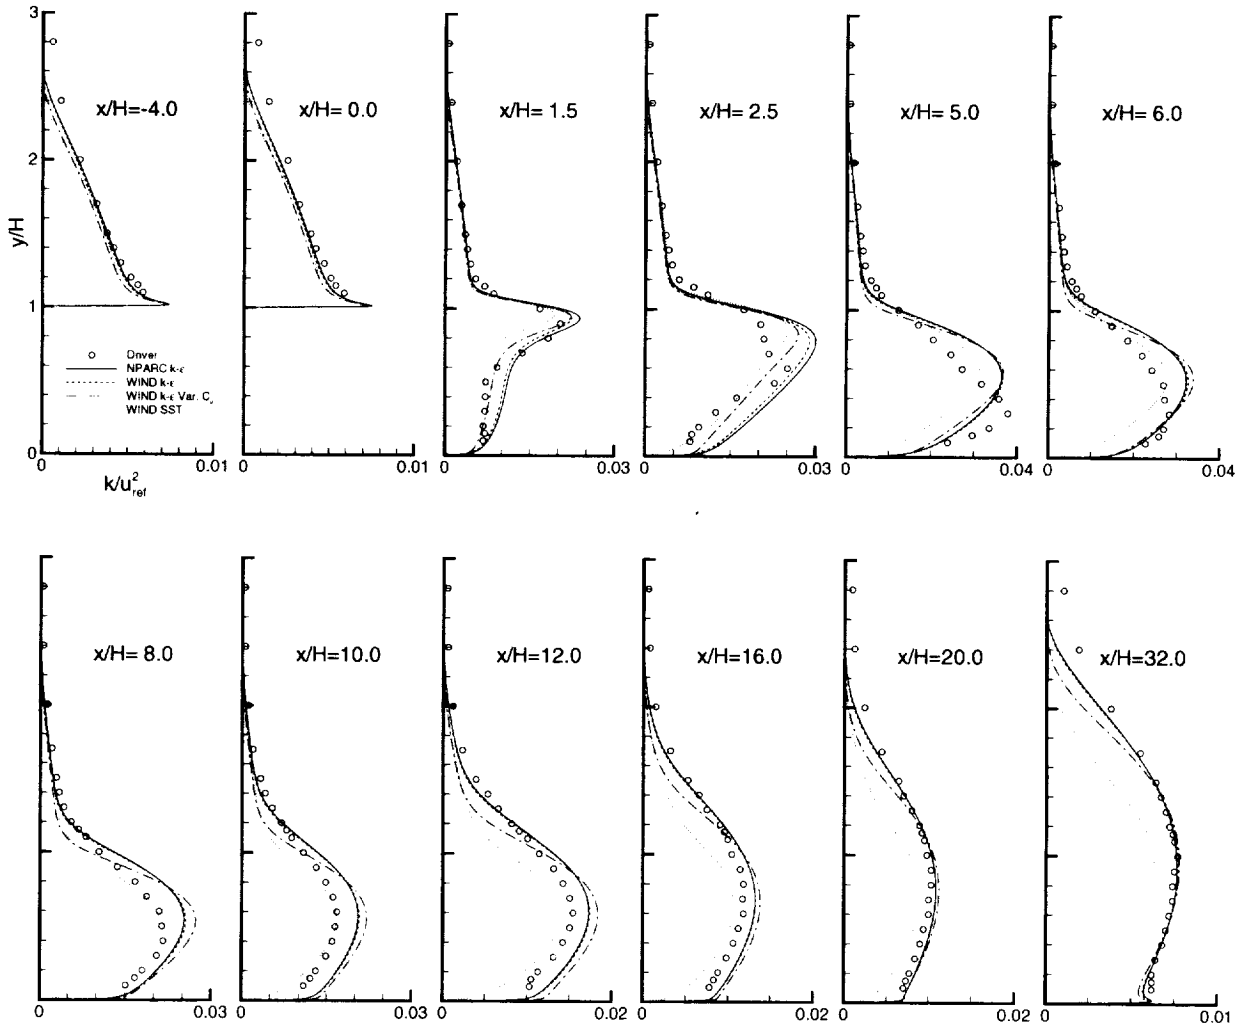 3
2
1
0
y/H
x/H=-4.0
x/H= 0.0
x/H= 1.5
x/H= 2.5
x/H= 5.0
x/H= 6.0
Driver
NPARC k-ε
WIND k-ε
WIND k-ε Var. Cμ
WIND SST
0 0.01
0 0.01
0 0.03
0 0.03
0 0.04
0 0.04
k/u²ref
x/H= 8.0
x/H=10.0
x/H=12.0
x/H=16.0
x/H=20.0
x/H=32.0
0 0.03
0 0.03
0 0.02
0 0.02
0 0.02
0 0.01